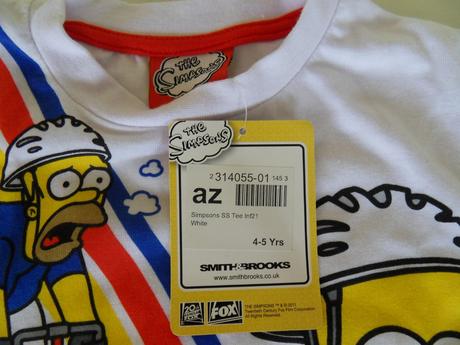 THE
SIMPSONS
THE
SIMPSONS
2 314055-01 145 3
az
Simpsons SS Tee Inf21
White
4-5 Yrs
SMITH&BROOKS
www.smithbrooks.co.uk
20th
CENTURY
FOX
FOX
THE SIMPSONS ™ & © 2011
Twentieth Century Fox Film Corporation
All Rights Reserved.